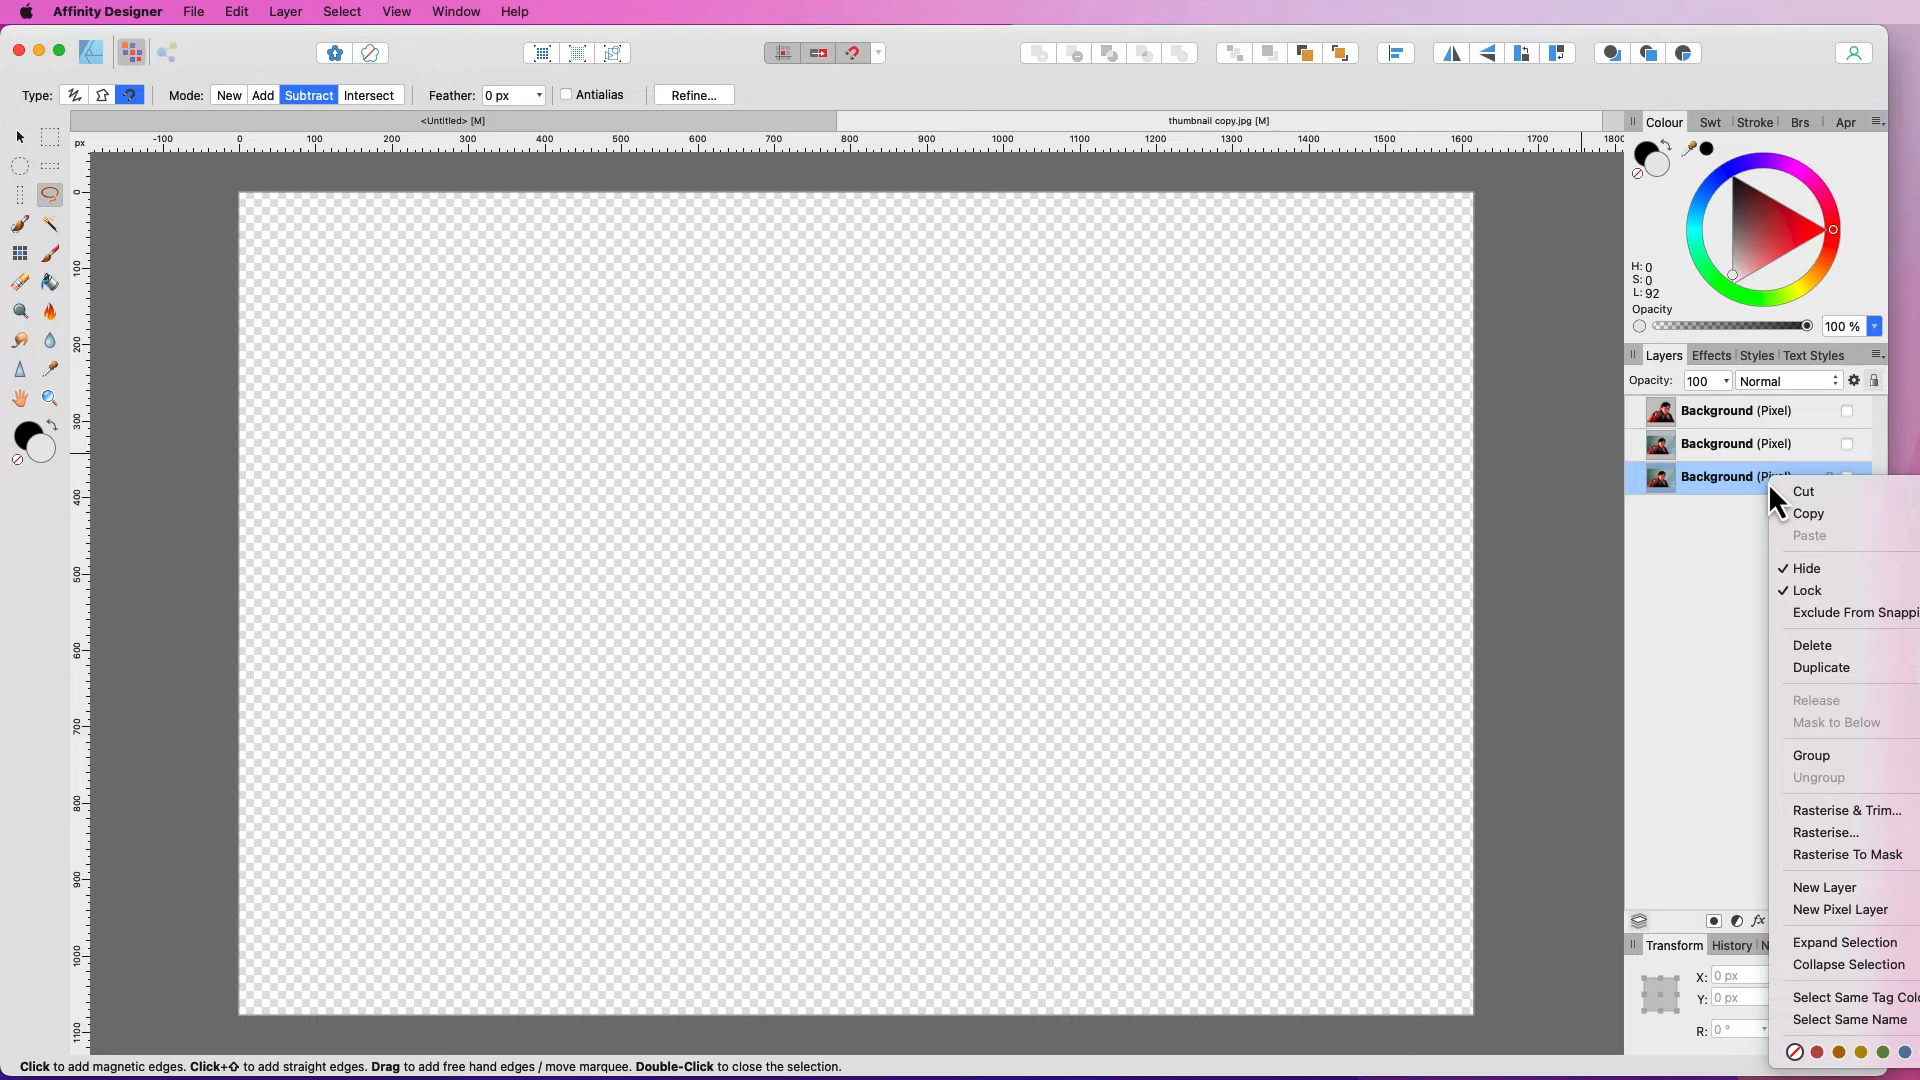 Affinity Designer File Edit Layer Select View Window Help
Type: Mode: New Add Subtract Intersect Feather: 0 px Antialias Refine...
<Untitled> [M] thumbnail copy.jpg [M]
px -100 0 100 200 300 400 500 600 700 800 900 1000 1100 1200 1300 1400 1500 1600 1700 1800
0
100
200
300
400
500
600
700
800
900
1000
1100
Colour Swt Stroke Brs Apr
H: 0
S: 0
L: 92
Opacity
100 %
Layers Effects Styles Text Styles
Opacity: 100 Normal
Background (Pixel)
Background (Pixel)
Background (Pixel)
Cut
Copy
Paste
Hide
Lock
Exclude From Snappi
Delete
Duplicate
Release
Mask to Below
Group
Ungroup
Rasterise & Trim...
Rasterise...
Rasterise To Mask
New Layer
New Pixel Layer
Expand Selection
Collapse Selection
Select Same Tag Colo
Select Same Name
fx
Transform History N
X: 0 px
Y: 0 px
R: 0 °
Click to add magnetic edges. Click+⇧ to add straight edges. Drag to add free hand edges / move marquee. Double-Click to close the selection.